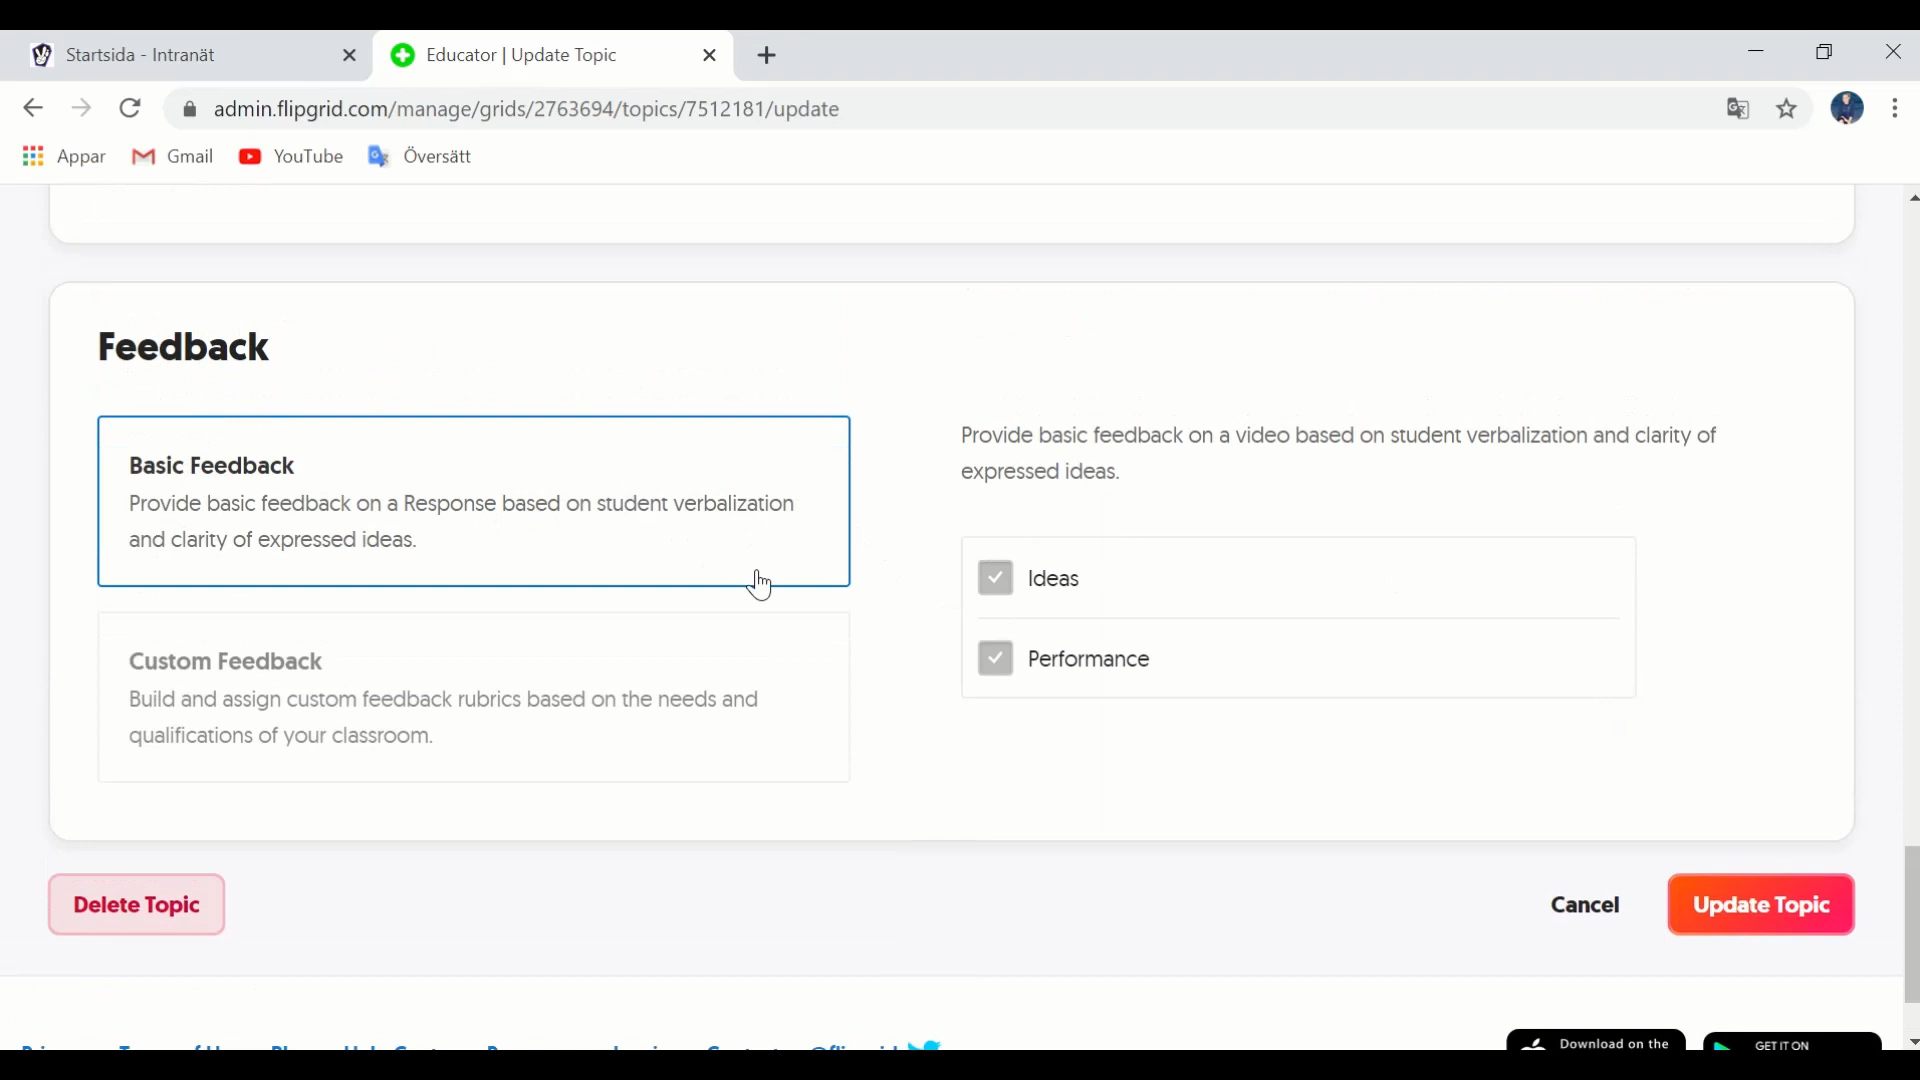 Startsida - Intranät
Educator | Update Topic
admin.flipgrid.com/manage/grids/2763694/topics/7512181/update
Appar
Gmail
YouTube
Översätt
Feedback
Basic Feedback
Provide basic feedback on a Response based on student verbalization
and clarity of expressed ideas.
Custom Feedback
Build and assign custom feedback rubrics based on the needs and
qualifications of your classroom.
Provide basic feedback on a video based on student verbalization and clarity of
expressed ideas.
Ideas
Performance
Delete Topic
Cancel
Update Topic
Download on the
GET IT ON